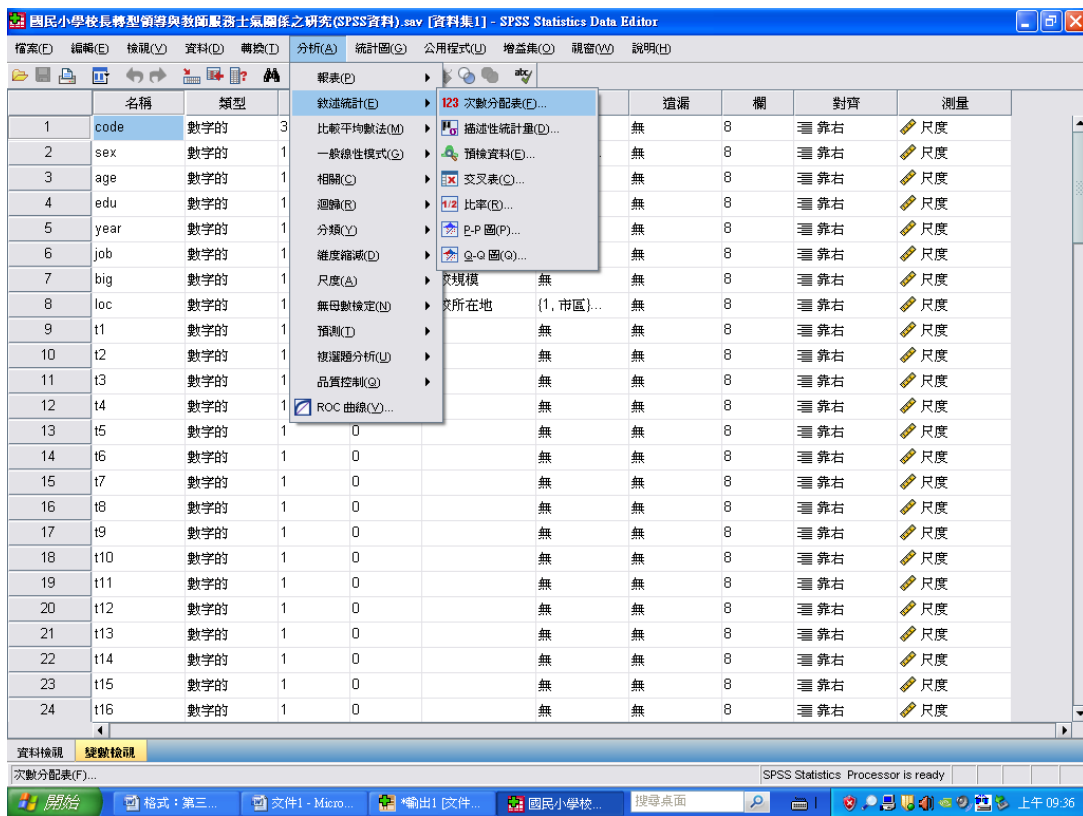 國民小學校長轉型領導與教師服務士氣關係之研究(SPSS資料).sav [資料集1] - SPSS Statistics Data Editor
檔案(F) 編輯(E) 檢視(V) 資料(D) 轉換(T) 分析(A) 統計圖(G) 公用程式(U) 增益集(O) 視窗(W) 說明(H)
名稱 類型 遺漏 欄 對齊 測量
報表(P)
敘述統計(E)
比較平均數法(M)
一般線性模式(G)
相關(C)
迴歸(R)
分類(Y)
維度縮減(D)
尺度(A)
無母數檢定(N)
預測(T)
複選題分析(U)
品質控制(Q)
ROC 曲線(V)...
123 次數分配表(F)...
描述性統計量(D)...
預檢資料(E)...
交叉表(C)...
1/2 比率(R)...
P-P 圖(P)...
Q-Q 圖(Q)...
1 code 數字的 3 無 8 靠右 尺度
2 sex 數字的 1 無 8 靠右 尺度
3 age 數字的 1 無 8 靠右 尺度
4 edu 數字的 1 無 8 靠右 尺度
5 year 數字的 1 無 8 靠右 尺度
6 job 數字的 1 無 8 靠右 尺度
7 big 數字的 1 校規模 無 無 8 靠右 尺度
8 loc 數字的 1 校所在地 {1, 市區}... 無 8 靠右 尺度
9 t1 數字的 1 無 無 8 靠右 尺度
10 t2 數字的 1 無 無 8 靠右 尺度
11 t3 數字的 1 無 無 8 靠右 尺度
12 t4 數字的 1 無 無 8 靠右 尺度
13 t5 數字的 1 0 無 無 8 靠右 尺度
14 t6 數字的 1 0 無 無 8 靠右 尺度
15 t7 數字的 1 0 無 無 8 靠右 尺度
16 t8 數字的 1 0 無 無 8 靠右 尺度
17 t9 數字的 1 0 無 無 8 靠右 尺度
18 t10 數字的 1 0 無 無 8 靠右 尺度
19 t11 數字的 1 0 無 無 8 靠右 尺度
20 t12 數字的 1 0 無 無 8 靠右 尺度
21 t13 數字的 1 0 無 無 8 靠右 尺度
22 t14 數字的 1 0 無 無 8 靠右 尺度
23 t15 數字的 1 0 無 無 8 靠右 尺度
24 t16 數字的 1 0 無 無 8 靠右 尺度
資料檢視 變數檢視
次數分配表(F)... SPSS Statistics Processor is ready
開始 格式：第三... 文件1 - Micro... *輸出1 [文件... 國民小學校... 搜尋桌面 上午 09:36